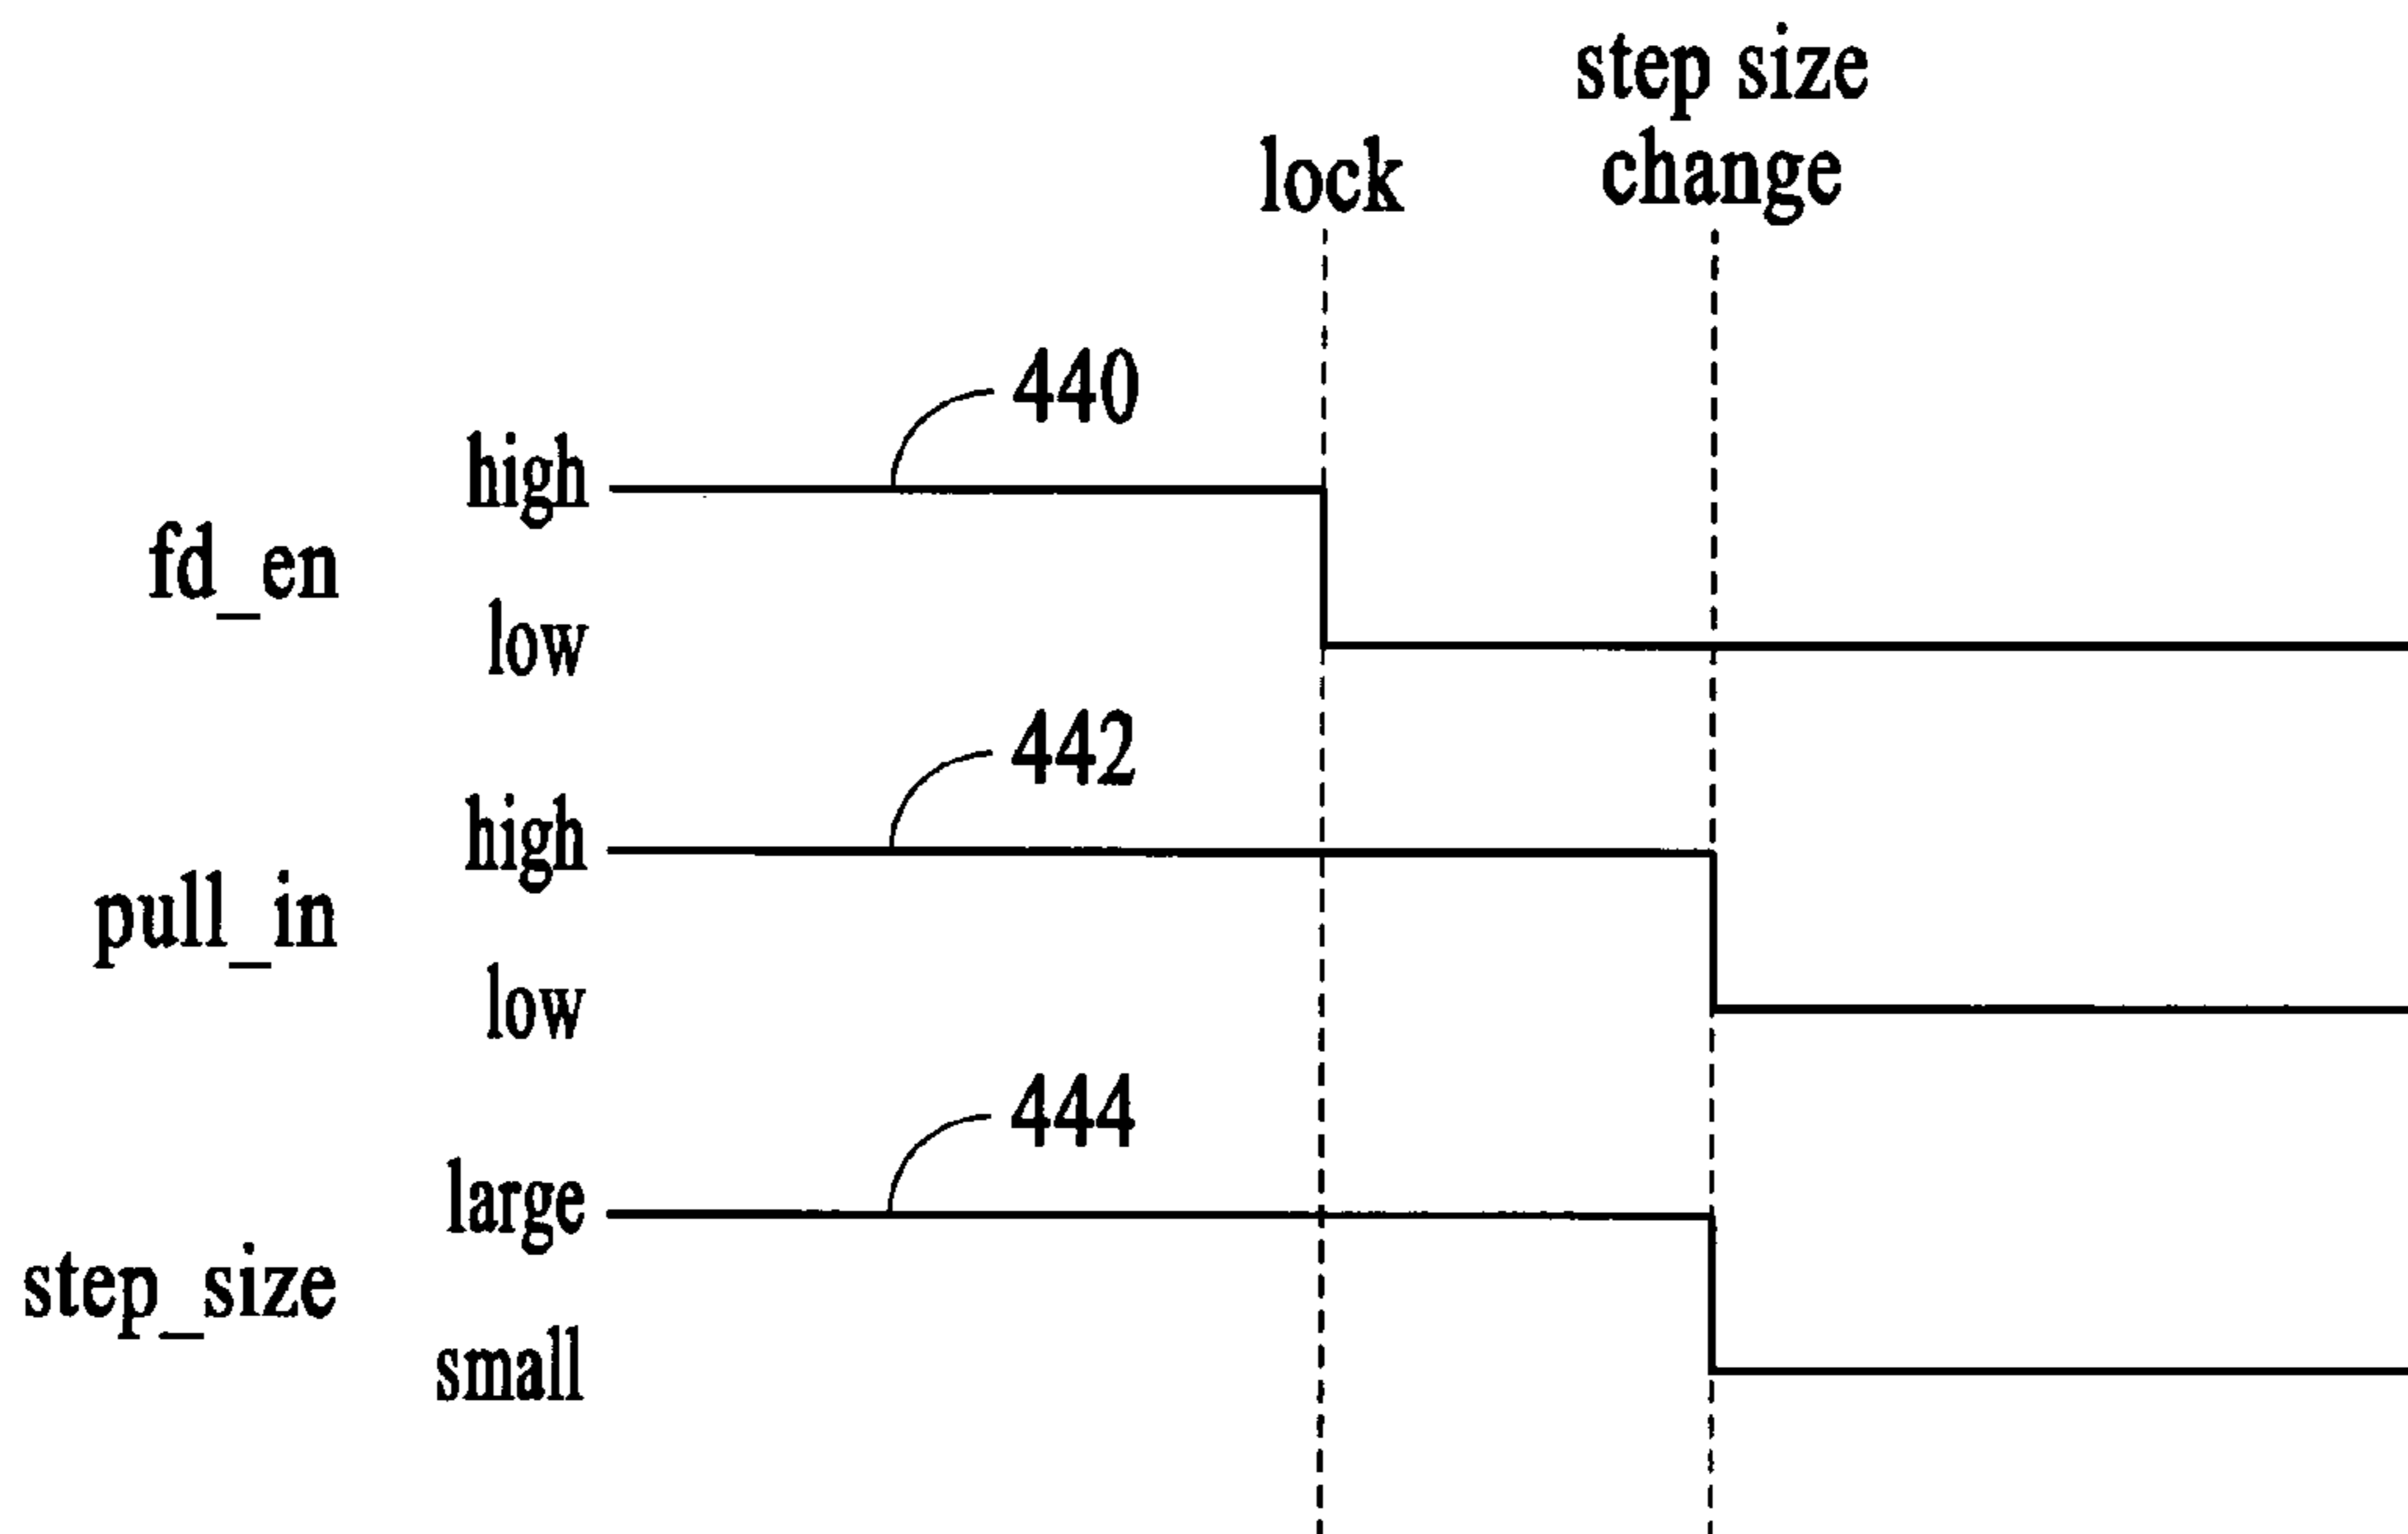 step size
change
lock
440
high
fd_en
low
442
high
pull_in
low
444
large
step_size
small